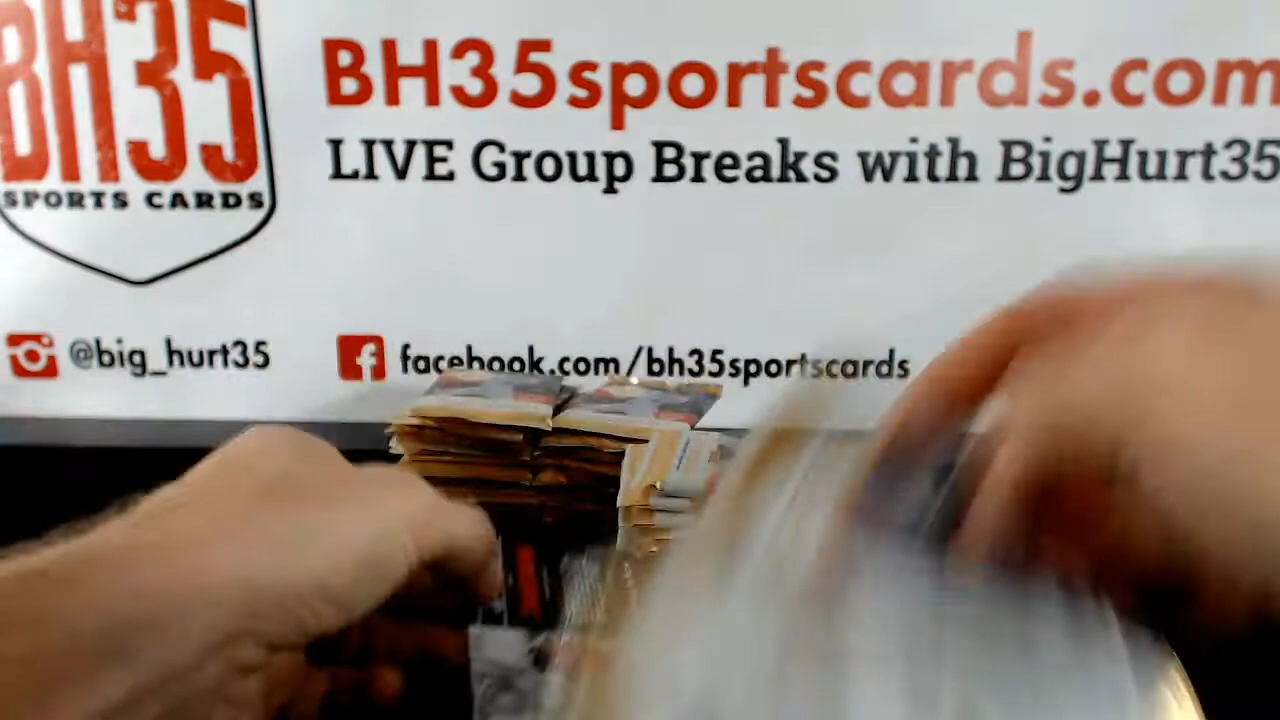 BH35
SPORTS CARDS
BH35sportscards.com
LIVE Group Breaks with BigHurt35
@big_hurt35
facebook.com/bh35sportscards